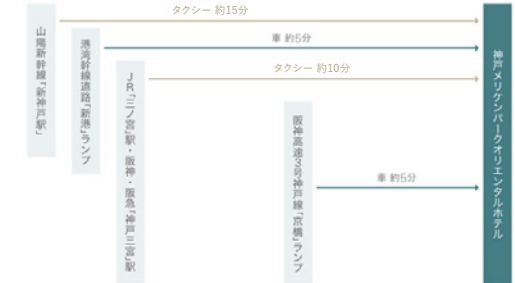 タクシー 約15分
山陽新幹線「新神戸駅」
車 約5分
港湾幹線道路「新港」ランプ
タクシー 約10分
JR「三ノ宮」駅・阪神・阪急「神戸三宮」駅
車 約5分
阪神高速3号神戸線「京橋」ランプ
神戸メリケンパークオリエンタルホテル